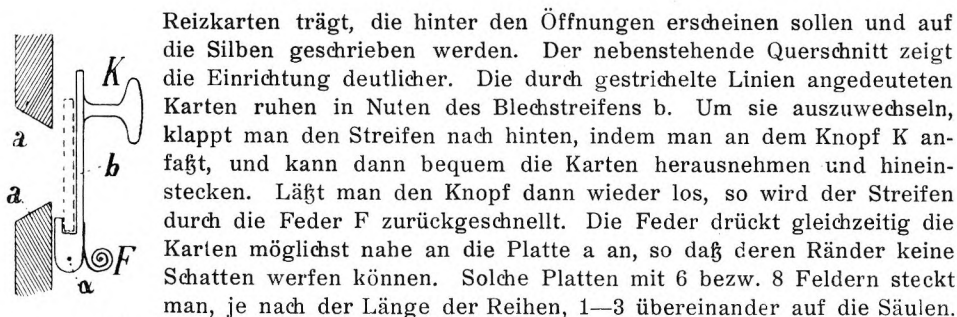 Reizkarten trägt, die hinter den Öffnungen erscheinen sollen und auf
die Silben geschrieben werden. Der nebenstehende Querschnitt zeigt
die Einrichtung deutlicher. Die durch gestrichelte Linien angedeuteten
Karten ruhen in Nuten des Blechstreifens b. Um sie auszuwechseln,
klappt man den Streifen nach hinten, indem man an dem Knopf K an-
faßt, und kann dann bequem die Karten herausnehmen und hinein-
stecken. Läßt man den Knopf dann wieder los, so wird der Streifen
durch die Feder F zurückgeschnellt. Die Feder drückt gleichzeitig die
Karten möglichst nahe an die Platte a an, so daß deren Ränder keine
Schatten werfen können. Solche Platten mit 6 bezw. 8 Feldern steckt
man, je nach der Länge der Reihen, 1—3 übereinander auf die Säulen.
K
a
b
a
F
α